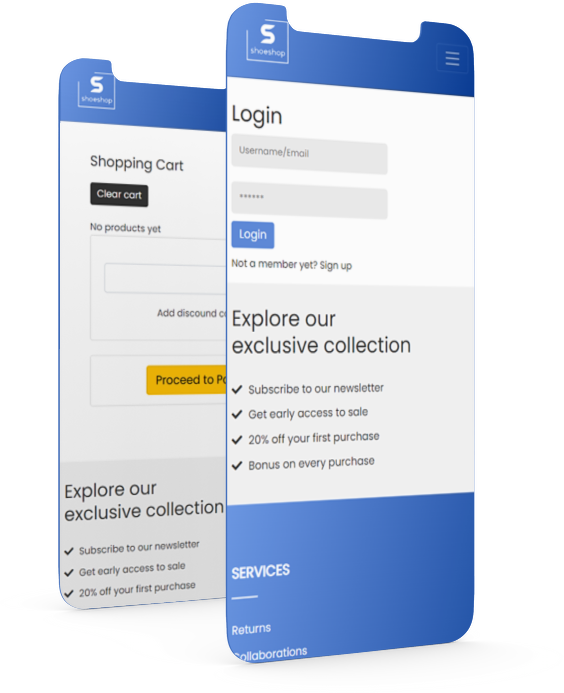 S
shoeshop
Shopping Cart
Clear cart
No products yet
Add discound c
Proceed to
Explore our
exclusive collection
Subscribe to our newsletter
Get early access to sale
20% off your first purchase
S
shoeshop
Login
Username/Email
••••••
Login
Not a member yet? Sign up
Explore our
exclusive collection
Subscribe to our newsletter
Get early access to sale
20% off your first purchase
Bonus on every purchase
SERVICES
Returns
Collaborations